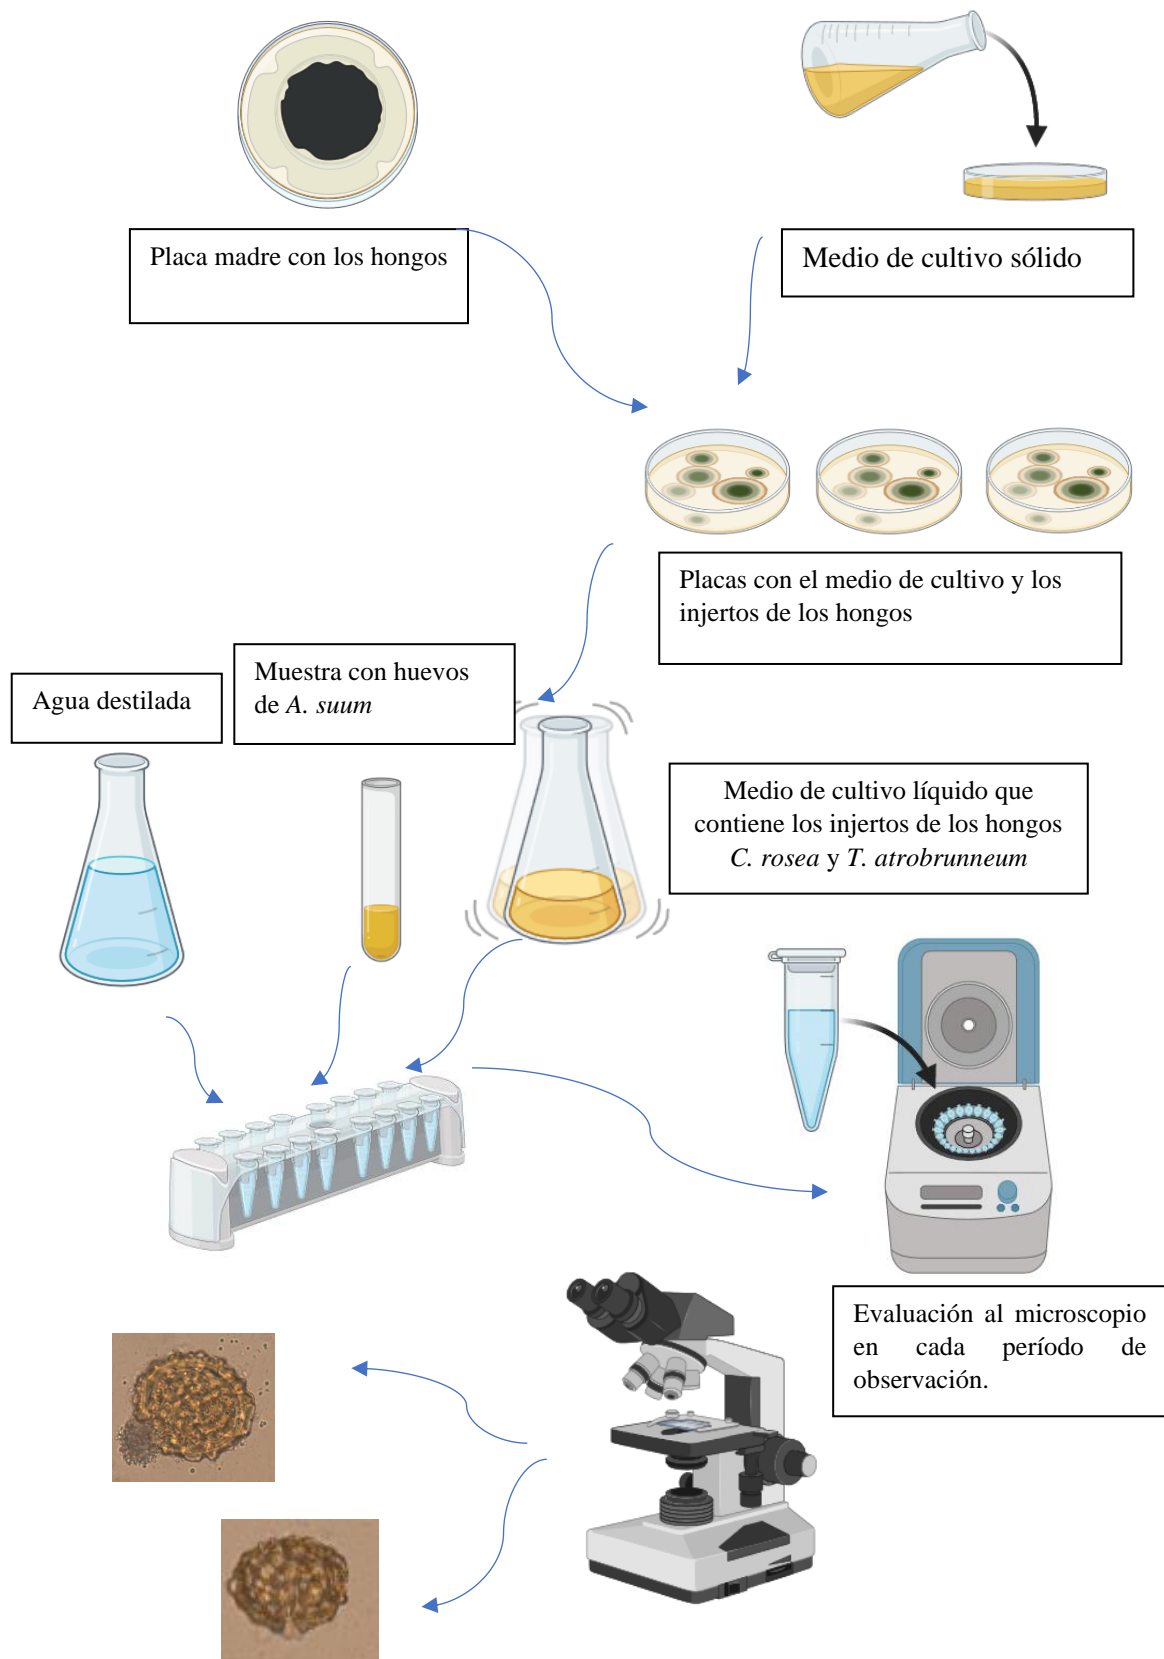 Placa madre con los hongos
Medio de cultivo sólido
Placas con el medio de cultivo y los
injertos de los hongos
Agua destilada
Muestra con huevos
de A. suum
Medio de cultivo líquido que
contiene los injertos de los hongos
C. rosea y T. atrobrunneum
Evaluación al microscopio
en cada período de
observación.